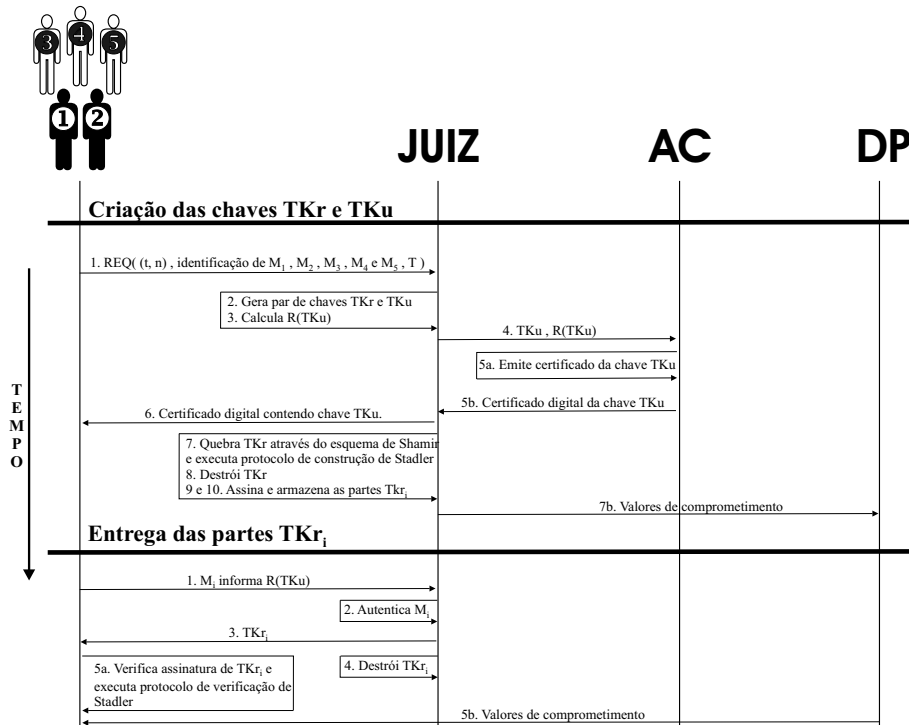 3 4 5
1 2
JUIZ AC DP
Criação das chaves TKr e TKu
1. REQ( (t, n) , identificação de M1 , M2 , M3 , M4 e M5 , T )
2. Gera par de chaves TKr e TKu
3. Calcula R(TKu)
4. TKu , R(TKu)
5a. Emite certificado da chave TKu
5b. Certificado digital da chave TKu
6. Certificado digital contendo chave TKu.
TEMPO
7. Quebra TKr através do esquema de Shamir
e executa protocolo de construção de Stadler
8. Destrói TKr
9 e 10. Assina e armazena as partes Tkri
7b. Valores de comprometimento
Entrega das partes TKri
1. Mi informa R(TKu)
2. Autentica Mi
3. TKri
4. Destrói TKri
5a. Verifica assinatura de TKri e
executa protocolo de verificação de
Stadler
5b. Valores de comprometimento